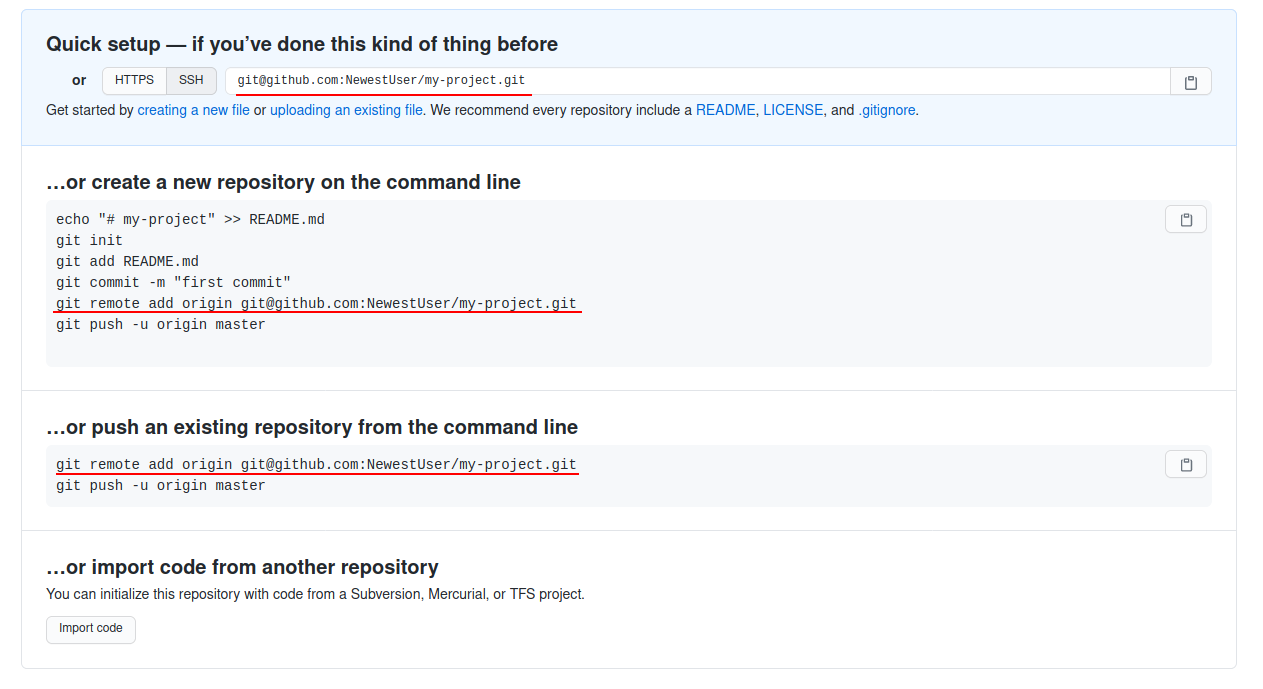 Quick setup — if you’ve done this kind of thing before
or HTTPS SSH git@github.com:NewestUser/my-project.git
Get started by creating a new file or uploading an existing file. We recommend every repository include a README, LICENSE, and .gitignore.
…or create a new repository on the command line
echo "# my-project" >> README.md
git init
git add README.md
git commit -m "first commit"
git remote add origin git@github.com:NewestUser/my-project.git
git push -u origin master
…or push an existing repository from the command line
git remote add origin git@github.com:NewestUser/my-project.git
git push -u origin master
…or import code from another repository
You can initialize this repository with code from a Subversion, Mercurial, or TFS project.
Import code